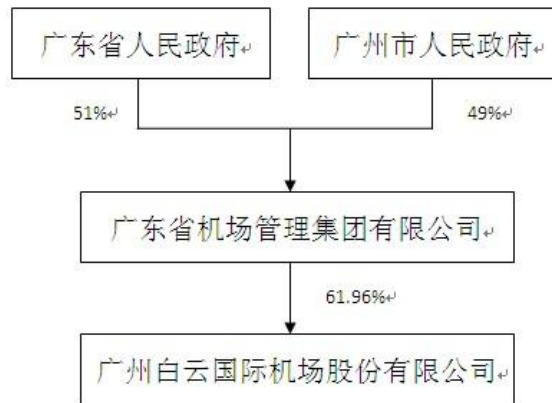 广东省人民政府 广州市人民政府
51% 49%
广东省机场管理集团有限公司
61.96%
广州白云国际机场股份有限公司